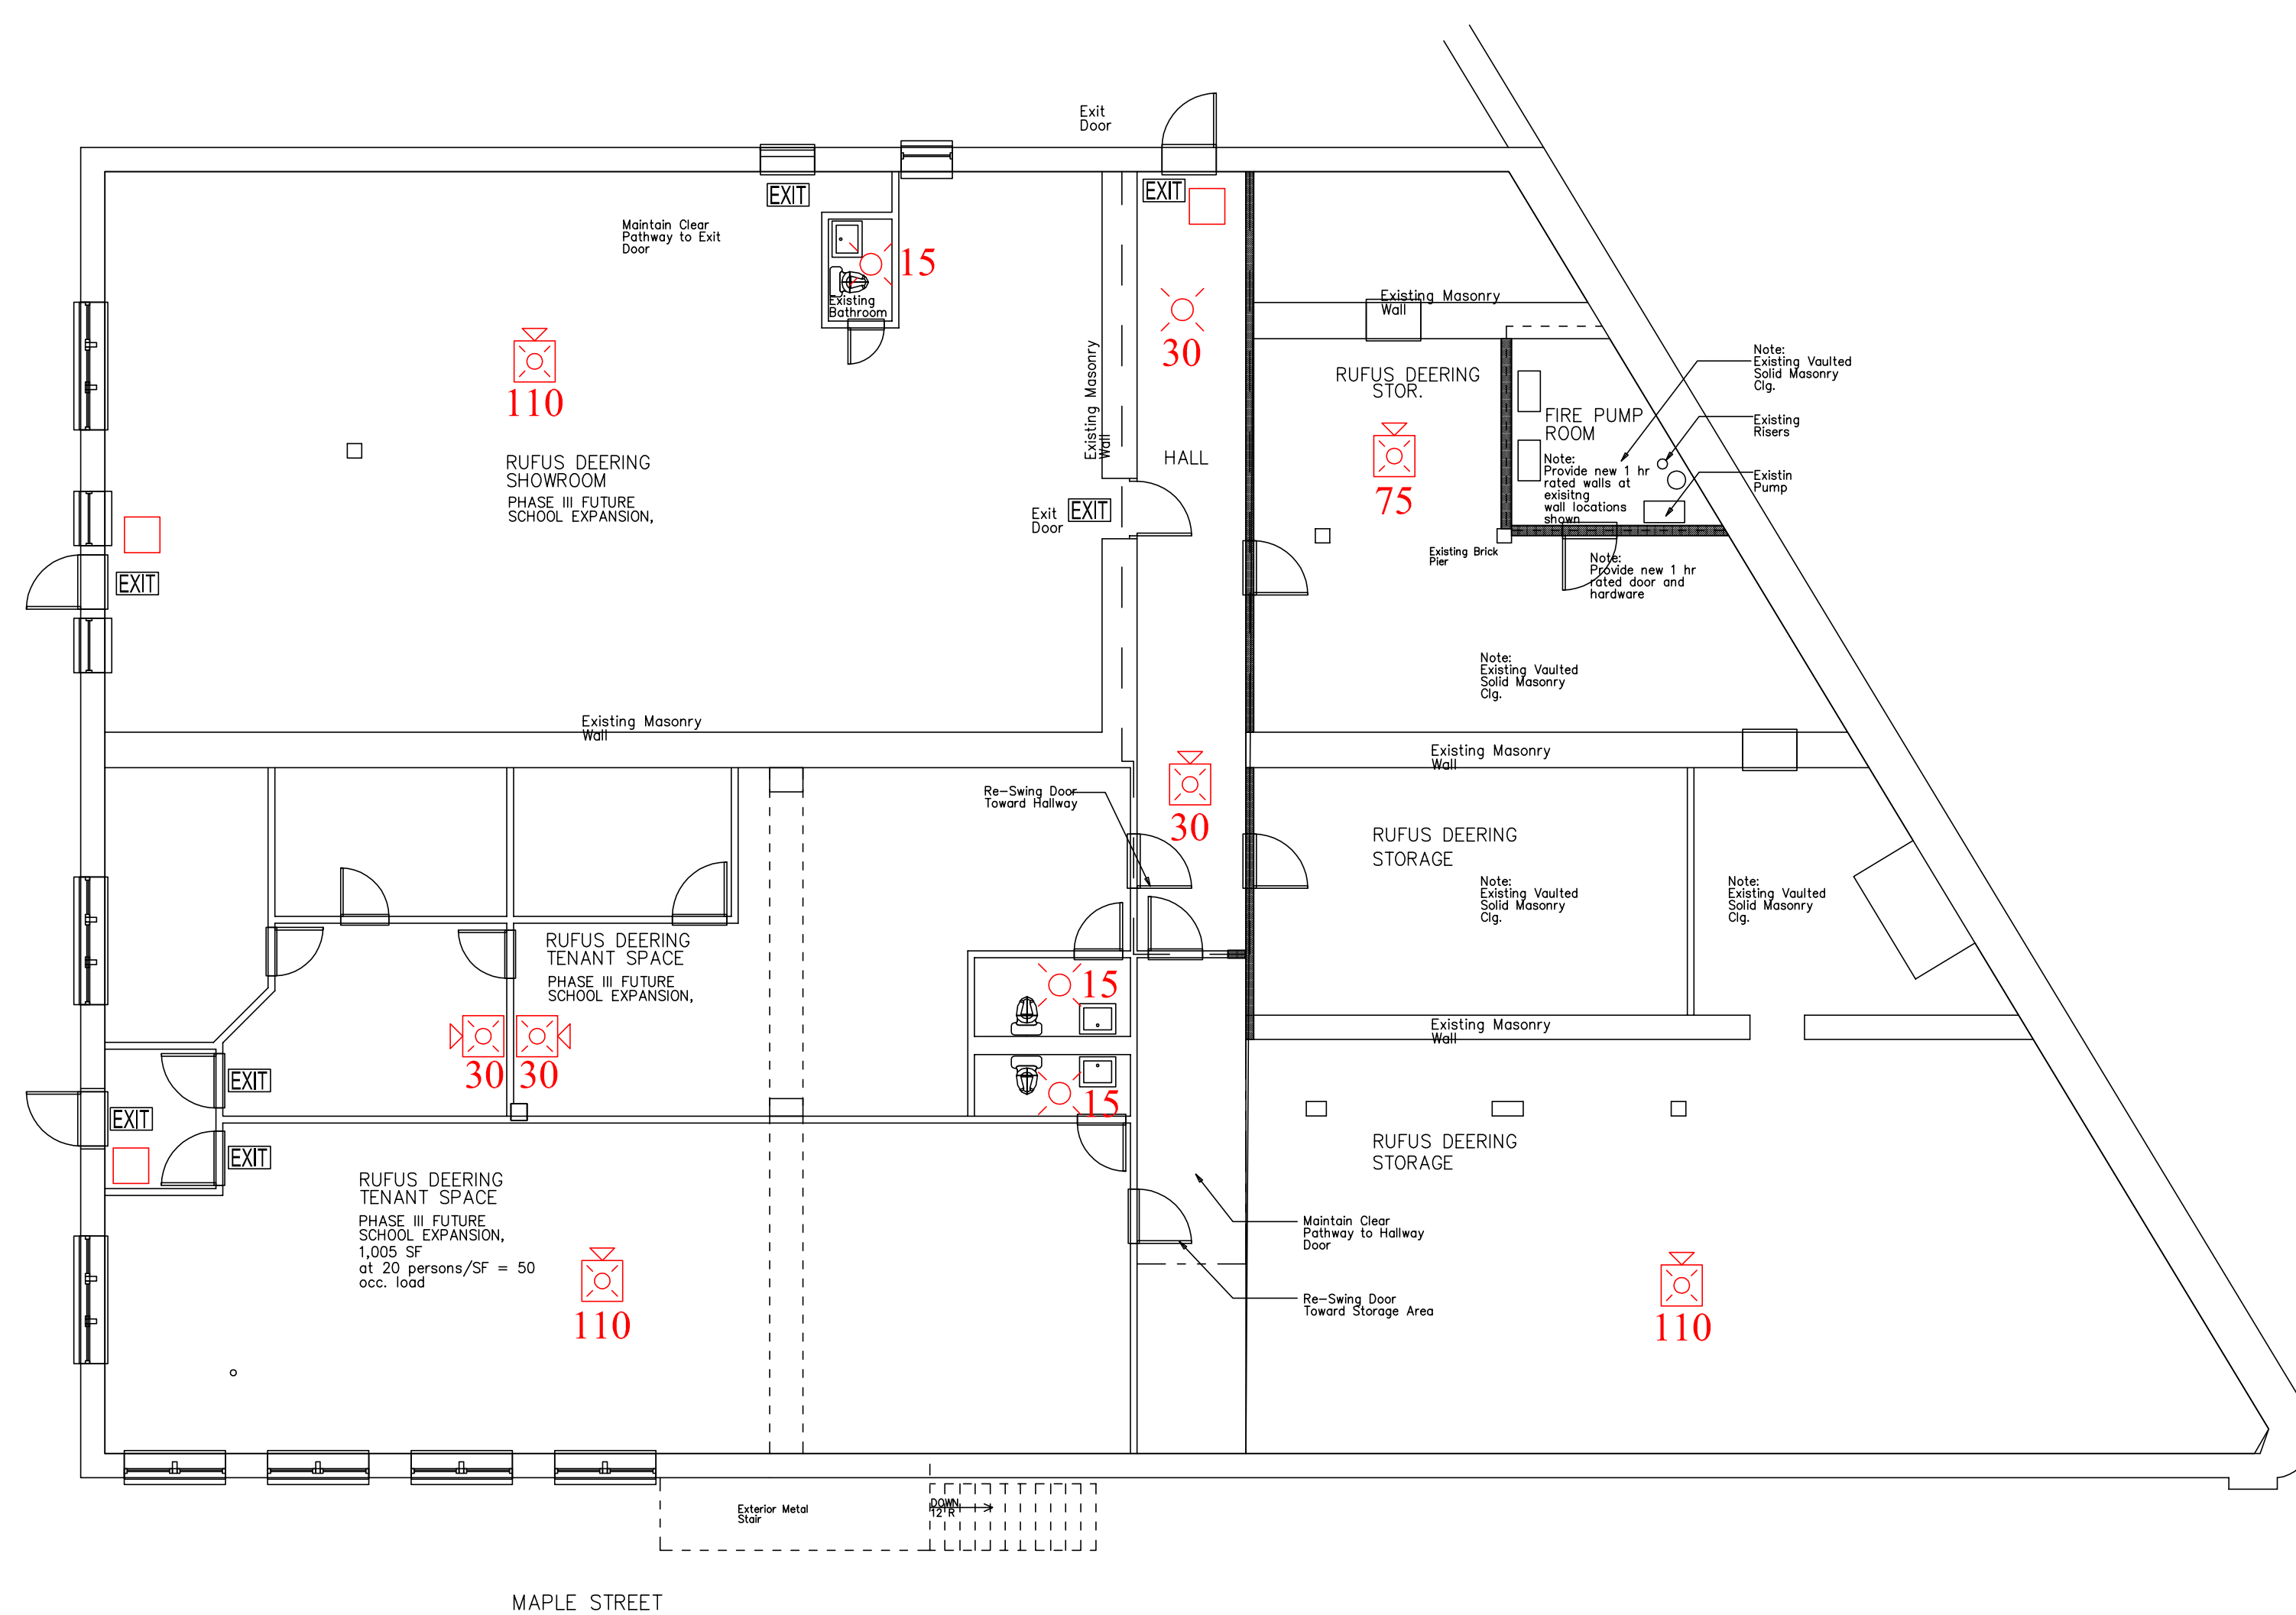 Exit
Door
EXIT
EXIT
Maintain Clear
Pathway to Exit
Door
15
Existing
Bathroom
30
110
Existing Masonry
Wall
Existing Masonry
Wall
RUFUS DEERING
STOR.
75
Note:
Existing Vaulted
Solid Masonry
Clg.
FIRE PUMP
ROOM
Existing
Risers
Note:
Provide new 1 hr
rated walls at
exisitng
wall locations
shown
Existin
Pump
HALL
RUFUS DEERING
SHOWROOM
PHASE III FUTURE
SCHOOL EXPANSION,
Exit
Door
EXIT
Existing Brick
Pier
Note:
Provide new 1 hr
rated door and
hardware
EXIT
Note:
Existing Vaulted
Solid Masonry
Clg.
Existing Masonry
Wall
Existing Masonry
Wall
Re-Swing Door
Toward Hallway
30
RUFUS DEERING
STORAGE
Note:
Existing Vaulted
Solid Masonry
Clg.
Note:
Existing Vaulted
Solid Masonry
Clg.
RUFUS DEERING
TENANT SPACE
PHASE III FUTURE
SCHOOL EXPANSION,
15
Existing Masonry
Wall
30
30
EXIT
15
EXIT
EXIT
RUFUS DEERING
STORAGE
RUFUS DEERING
TENANT SPACE
PHASE III FUTURE
SCHOOL EXPANSION,
1,005 SF
at 20 persons/SF = 50
occ. load
110
Maintain Clear
Pathway to Hallway
Door
Re-Swing Door
Toward Storage Area
110
Exterior Metal
Stair
DOWN
12 R
MAPLE STREET